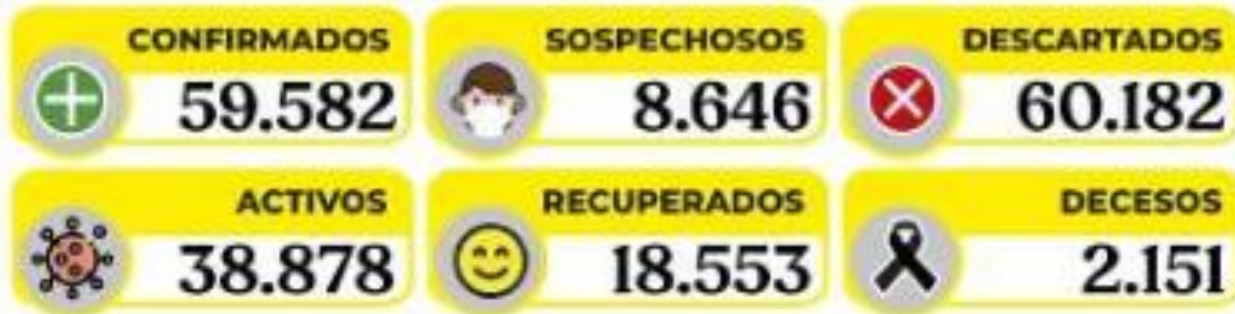 CONFIRMADOS
59.582
SOSPECHOSOS
8.646
DESCARTADOS
60.182
ACTIVOS
38.878
RECUPERADOS
18.553
DECESOS
2.151